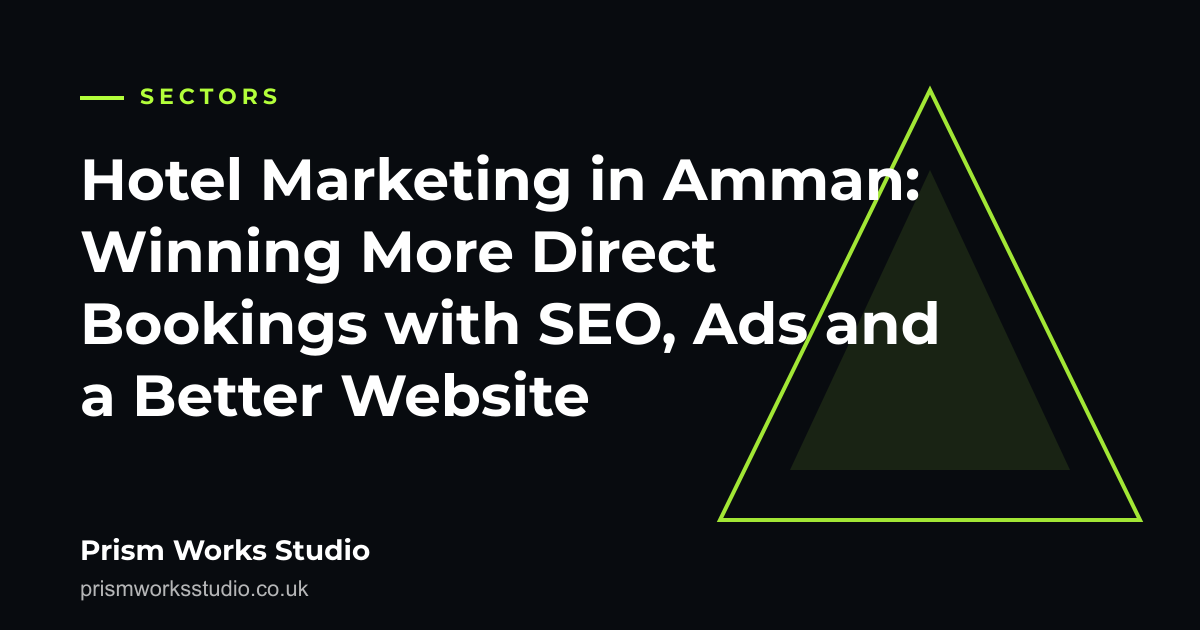 SECTORS
Hotel Marketing in Amman:
Winning More Direct
Bookings with SEO, Ads and
a Better Website
Prism Works Studio
prismworksstudio.co.uk